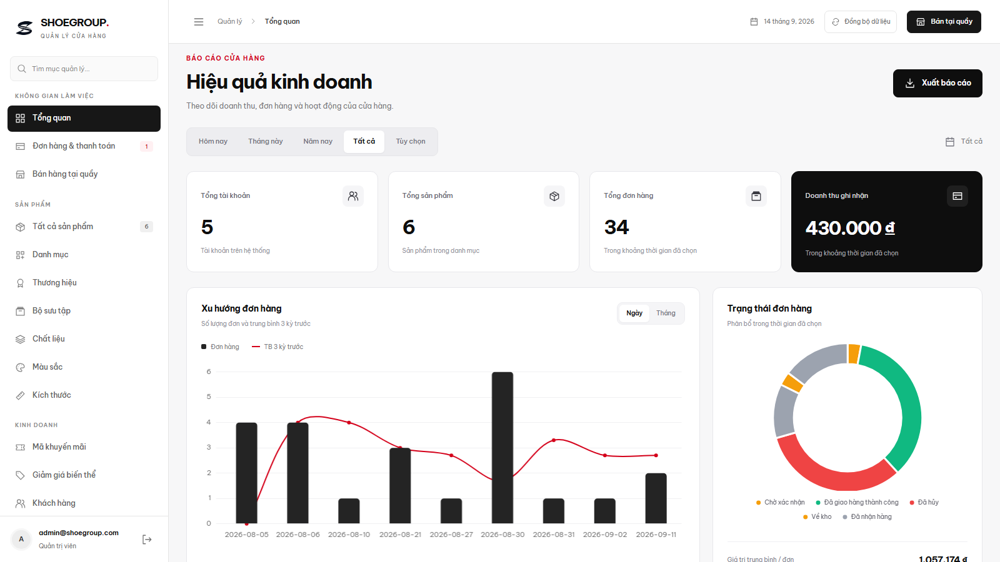 SHOEGROUP.
QUẢN LÝ CỬA HÀNG
Tìm mục quản lý...
KHÔNG GIAN LÀM VIỆC
Tổng quan
Đơn hàng & thanh toán 1
Bán hàng tại quầy
SẢN PHẨM
Tất cả sản phẩm 6
Danh mục
Thương hiệu
Bộ sưu tập
Chất liệu
Màu sắc
Kích thước
KINH DOANH
Mã khuyến mãi
Giảm giá biến thể
Khách hàng
A
admin@shoegroup.com
Quản trị viên
Quản lý > Tổng quan
14 tháng 9, 2026
Đồng bộ dữ liệu
Bán tại quầy
BÁO CÁO CỬA HÀNG
Hiệu quả kinh doanh
Theo dõi doanh thu, đơn hàng và hoạt động của cửa hàng.
Xuất báo cáo
Hôm nay Tháng này Năm nay Tất cả Tùy chọn
Tất cả
Tổng tài khoản
5
Tài khoản trên hệ thống
Tổng sản phẩm
6
Sản phẩm trong danh mục
Tổng đơn hàng
34
Trong khoảng thời gian đã chọn
Doanh thu ghi nhận
430.000 ₫
Trong khoảng thời gian đã chọn
Xu hướng đơn hàng
Số lượng đơn và trung bình 3 kỳ trước
Ngày Tháng
Đơn hàng TB 3 kỳ trước
6
5
4
3
2
1
0
2026-08-05 2026-08-06 2026-08-10 2026-08-21 2026-08-27 2026-08-30 2026-08-31 2026-09-02 2026-09-11
Trạng thái đơn hàng
Phân bổ trong thời gian đã chọn
Chờ xác nhận Đã giao hàng thành công Đã hủy
Về kho Đã nhận hàng
Giá trị trung bình / đơn 1.057.174 ₫